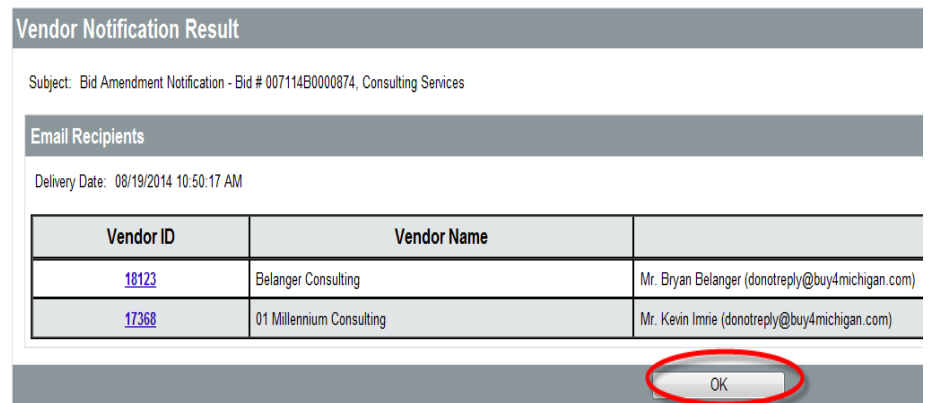 Vendor Notification Result
Subject: Bid Amendment Notification - Bid # 007114B0000874, Consulting Services
Email Recipients
Delivery Date: 08/19/2014 10:50:17 AM
Vendor ID Vendor Name
18123 Belanger Consulting Mr. Bryan Belanger (donotreply@buy4michigan.com)
17368 01 Millennium Consulting Mr. Kevin Imrie (donotreply@buy4michigan.com)
OK